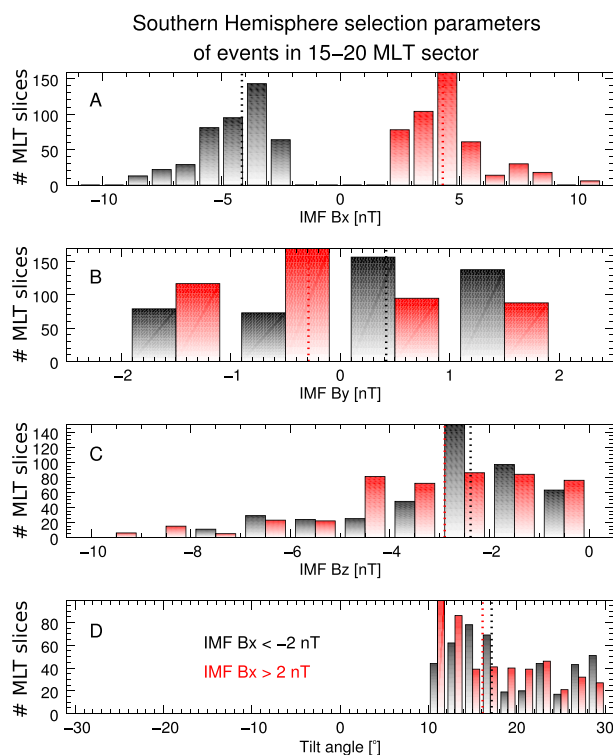 Southern Hemisphere selection parameters
of events in 15−20 MLT sector
A
# MLT slices
150
100
50
0
−10 −5 0 5 10
IMF Bx [nT]
B
# MLT slices
150
100
50
0
−2 −1 0 1 2
IMF By [nT]
C
# MLT slices
140
120
100
80
60
40
20
0
−10 −8 −6 −4 −2 0
IMF Bz [nT]
D
# MLT slices
80
60
40
20
0
IMF Bx < −2 nT
IMF Bx > 2 nT
−30 −20 −10 0 10 20 30
Tilt angle [°]